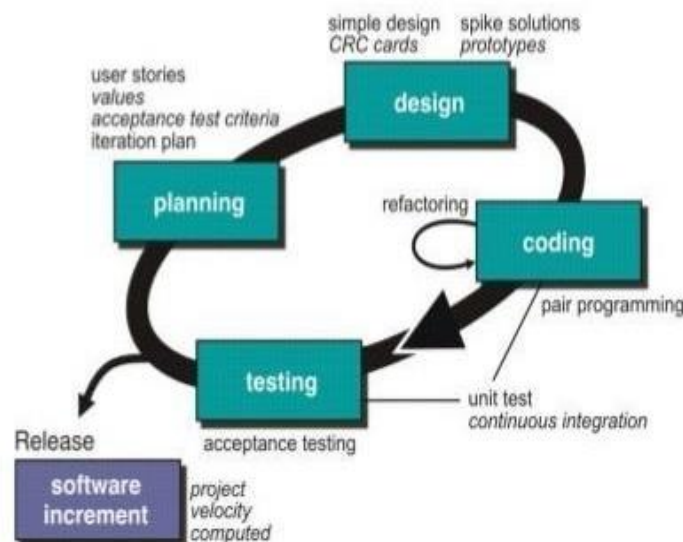 simple design
CRC cards
spike solutions
prototypes
user stories
values
acceptance test criteria
iteration plan
design
planning
refactoring
coding
pair programming
testing
unit test
continuous integration
acceptance testing
Release
software
increment
project
velocity
computed